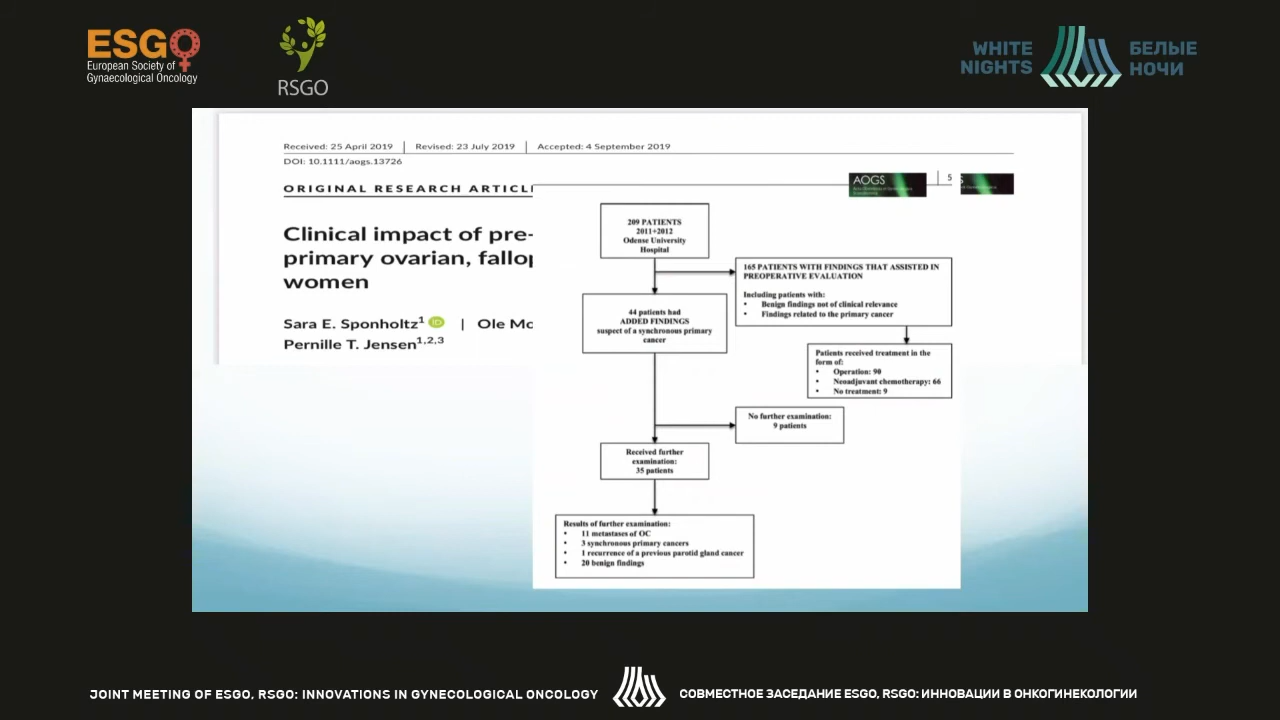 ESGO
European Society of
Gynaecological Oncology
RSGO
WHITE
NIGHTS
БЕЛЫЕ
НОЧИ
Received: 25 April 2019 | Revised: 23 July 2019 | Accepted: 4 September 2019
DOI: 10.1111/aogs.13726
ORIGINAL RESEARCH ARTICL
AOGS
5
S
Clinical impact of pre-
primary ovarian, fallop
women
Sara E. Sponholtz1 iD | Ole Mo
Pernille T. Jensen1,2,3
209 PATIENTS
2011+2012
Odense University
Hospital
165 PATIENTS WITH FINDINGS THAT ASSISTED IN
PREOPERATIVE EVALUATION
Including patients with:
• Benign findings not of clinical relevance
• Findings related to the primary cancer
44 patients had
ADDED FINDINGS
suspect of a synchronous primary
cancer
Patients received treatment in the
form of:
• Operation: 90
• Neoadjuvant chemotherapy: 66
• No treatment: 9
No further examination:
9 patients
Received further
examination:
35 patients
Results of further examination:
• 11 metastases of OC
• 3 synchronous primary cancers
• 1 recurrence of a previous parotid gland cancer
• 20 benign findings
JOINT MEETING OF ESGO, RSGO: INNOVATIONS IN GYNECOLOGICAL ONCOLOGY
СОВМЕСТНОЕ ЗАСЕДАНИЕ ESGO, RSGO: ИННОВАЦИИ В ОНКОГИНЕКОЛОГИИ